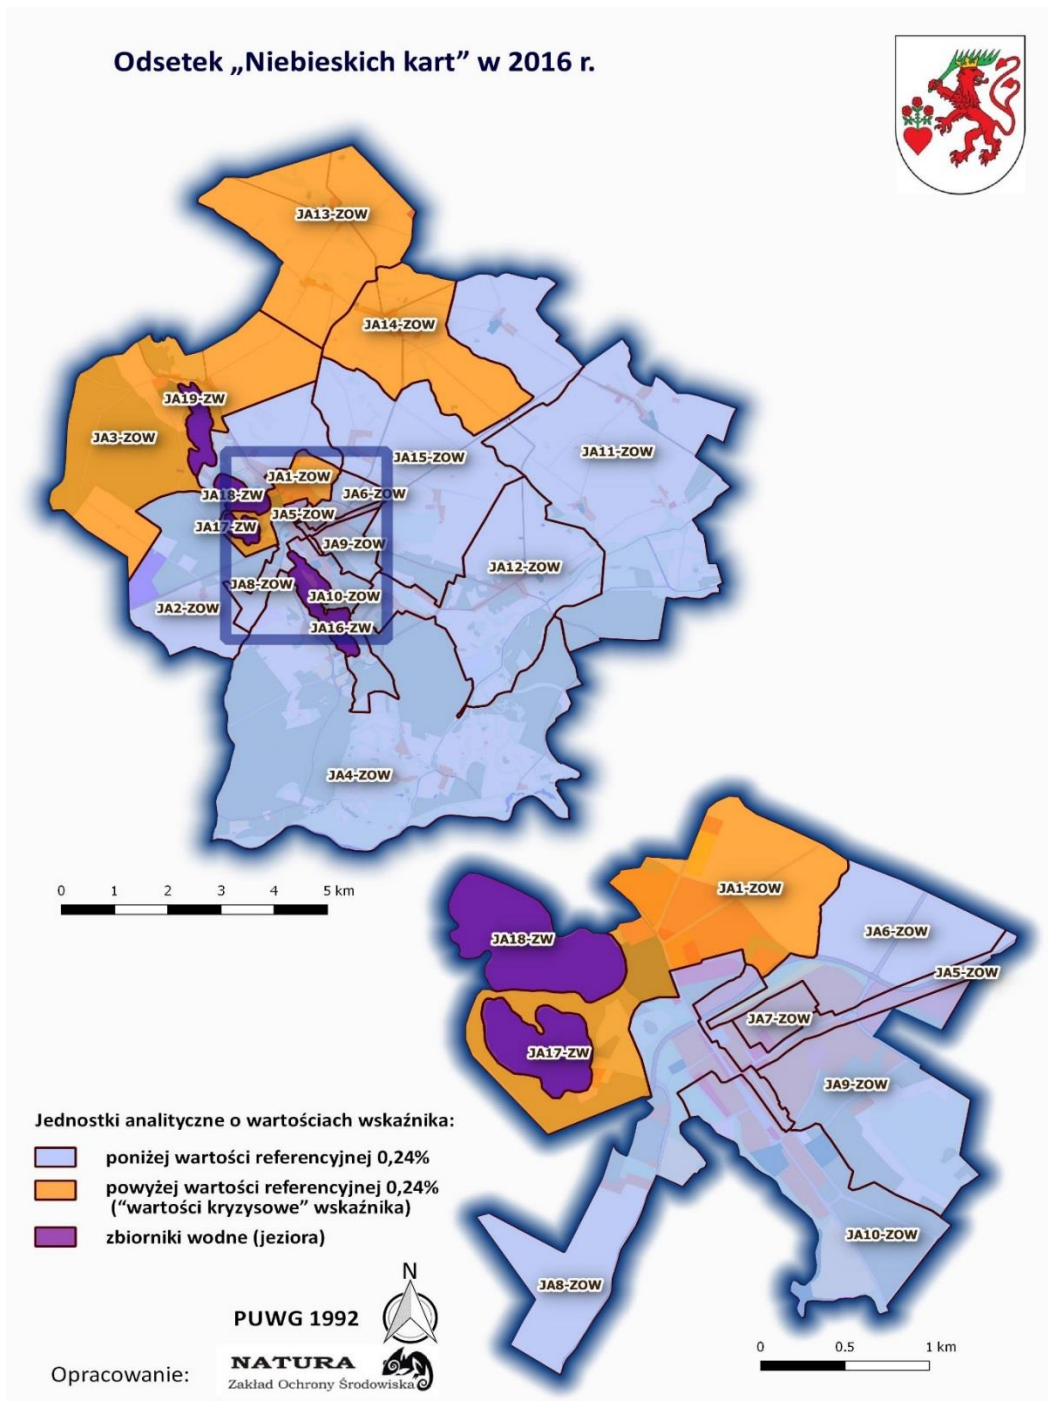 Odsetek „Niebieskich kart” w 2016 r.
JA13-ZOW
JA14-ZOW
JA19-ZW
JA3-ZOW
JA15-ZOW
JA11-ZOW
JA1-ZOW
JA18-ZW
JA6-ZOW
JA5-ZOW
JA17-ZW
JA9-ZOW
JA12-ZOW
JA8-ZOW
JA10-ZOW
JA2-ZOW
JA16-ZW
JA4-ZOW
0 1 2 3 4 5 km
JA1-ZOW
JA18-ZW
JA6-ZOW
JA5-ZOW
JA7-ZOW
JA17-ZW
JA9-ZOW
JA10-ZOW
JA8-ZOW
Jednostki analityczne o wartościach wskaźnika:
poniżej wartości referencyjnej 0,24%
powyżej wartości referencyjnej 0,24%
(“wartości kryzysowe” wskaźnika)
zbiorniki wodne (jeziora)
N
PUWG 1992
0 0.5 1 km
Opracowanie:
NATURA
Zakład Ochrony Środowiska